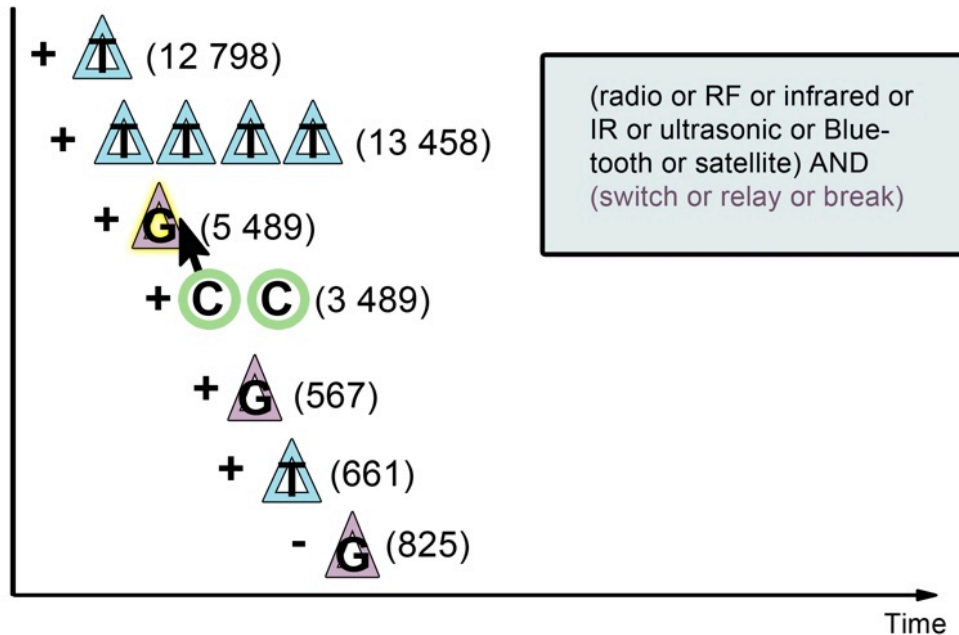 + T (12 798)
+ T T T T (13 458)
+ G (5 489)
+ C C (3 489)
+ G (567)
+ T (661)
- G (825)
(radio or RF or infrared or
IR or ultrasonic or Blue-
tooth or satellite) AND
(switch or relay or break)
Time